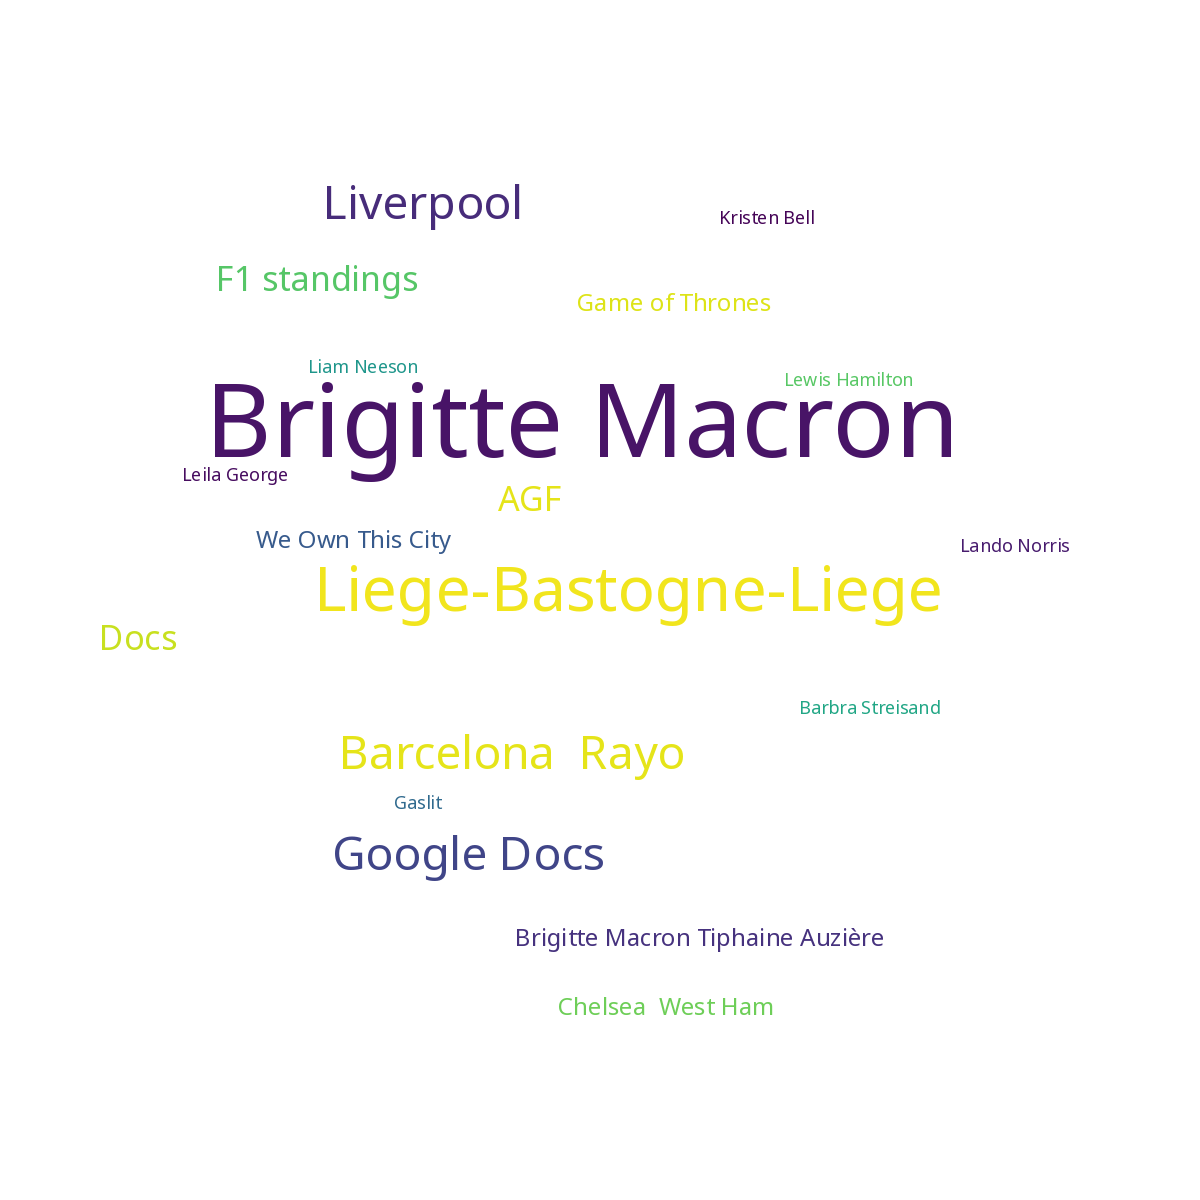 Liverpool
Kristen Bell
F1 standings
Game of Thrones
Liam Neeson
Lewis Hamilton
Brigitte Macron
Leila George
AGF
We Own This City
Lando Norris
Liege-Bastogne-Liege
Docs
Barbra Streisand
Barcelona  Rayo
Gaslit
Google Docs
Brigitte Macron Tiphaine Auzière
Chelsea  West Ham